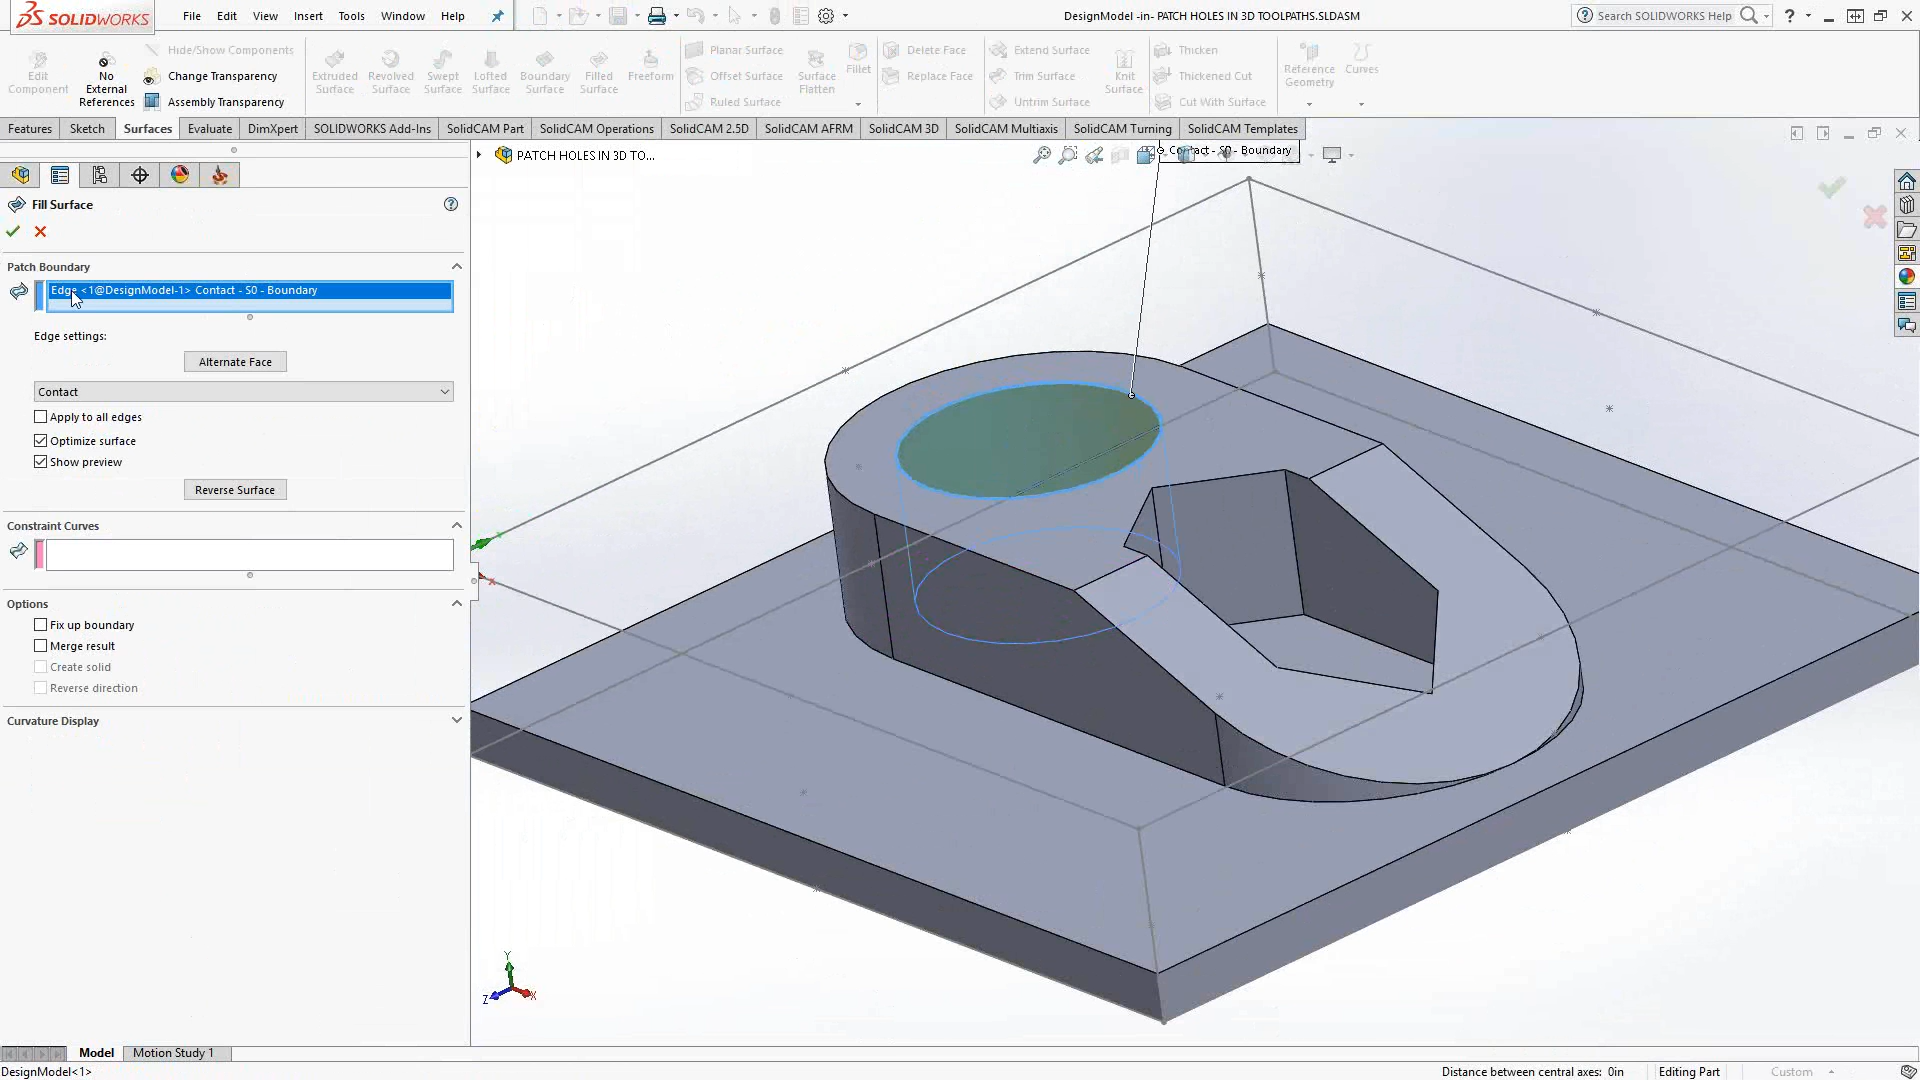 SOLIDWORKS
File Edit View Insert Tools Window Help
DesignModel -in- PATCH HOLES IN 3D TOOLPATHS.SLDASM
Search SOLIDWORKS Help
Edit Component
No External References
Hide/Show Components
Change Transparency
Assembly Transparency
Extruded Surface
Revolved Surface
Swept Surface
Lofted Surface
Boundary Surface
Filled Surface
Freeform
Planar Surface
Offset Surface
Ruled Surface
Surface Flatten
Fillet
Delete Face
Replace Face
Extend Surface
Trim Surface
Untrim Surface
Knit Surface
Thicken
Thickened Cut
Cut With Surface
Reference Geometry
Curves
Features Sketch Surfaces Evaluate DimXpert SOLIDWORKS Add-Ins SolidCAM Part SolidCAM Operations SolidCAM 2.5D SolidCAM AFRM SolidCAM 3D SolidCAM Multiaxis SolidCAM Turning SolidCAM Templates
PATCH HOLES IN 3D TO...
Contact - S0 - Boundary
Fill Surface
Patch Boundary
Edge <1@DesignModel-1> Contact - S0 - Boundary
Edge settings:
Alternate Face
Contact
Apply to all edges
Optimize surface
Show preview
Reverse Surface
Constraint Curves
Options
Fix up boundary
Merge result
Create solid
Reverse direction
Curvature Display
Y
Z
X
Model Motion Study 1
DesignModel<1>
Distance between central axes: 0in Editing Part Custom